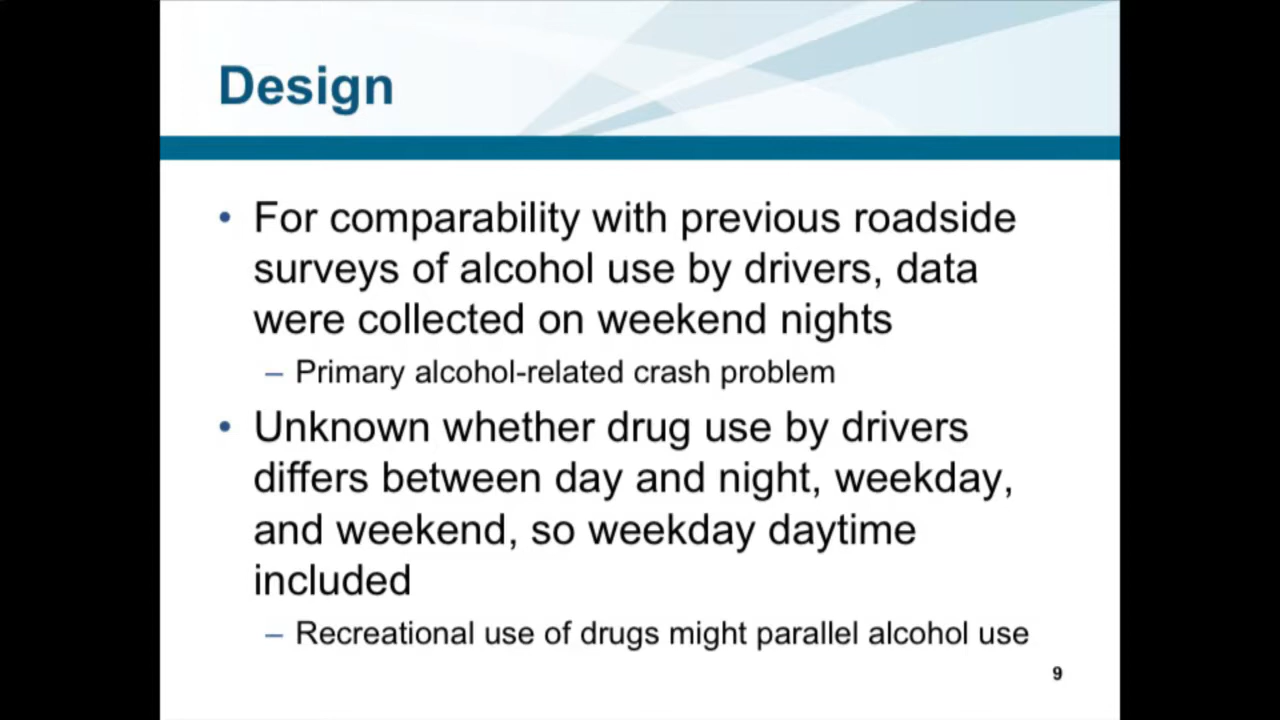 Design
• For comparability with previous roadside
surveys of alcohol use by drivers, data
were collected on weekend nights
– Primary alcohol-related crash problem
• Unknown whether drug use by drivers
differs between day and night, weekday,
and weekend, so weekday daytime
included
– Recreational use of drugs might parallel alcohol use
9